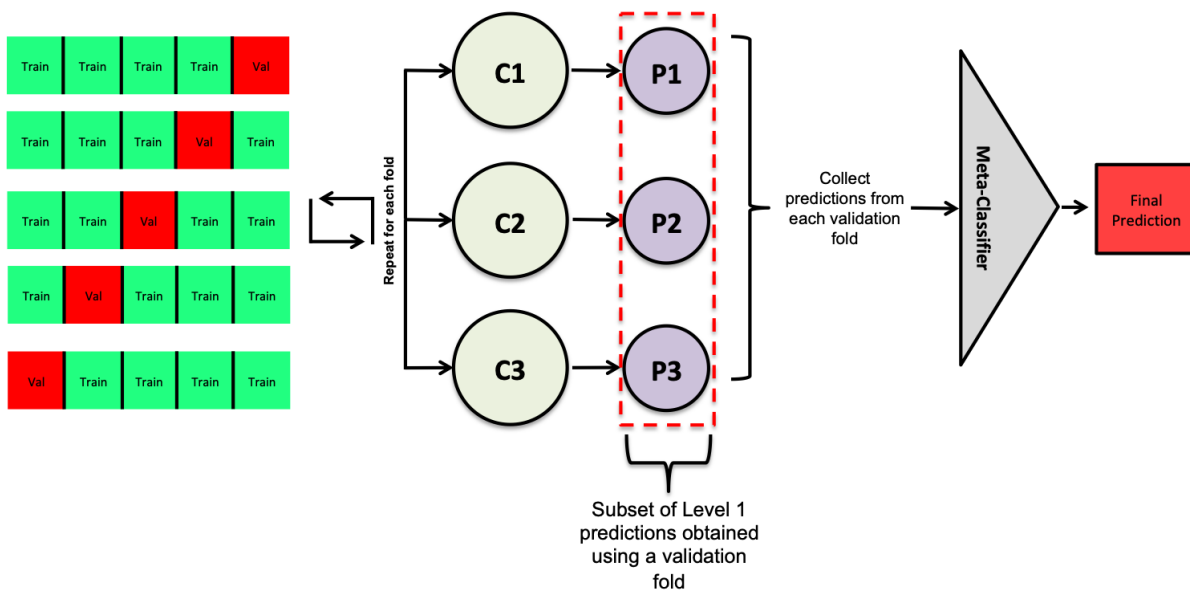 Train Train Train Train Val
Train Train Train Val Train
Train Train Val Train Train
Train Val Train Train Train
Val Train Train Train Train
Repeat for each fold
C1
C2
C3
P1
P2
P3
Subset of Level 1
predictions obtained
using a validation
fold
Collect
predictions from
each validation
fold
Meta-Classifier
Final
Prediction